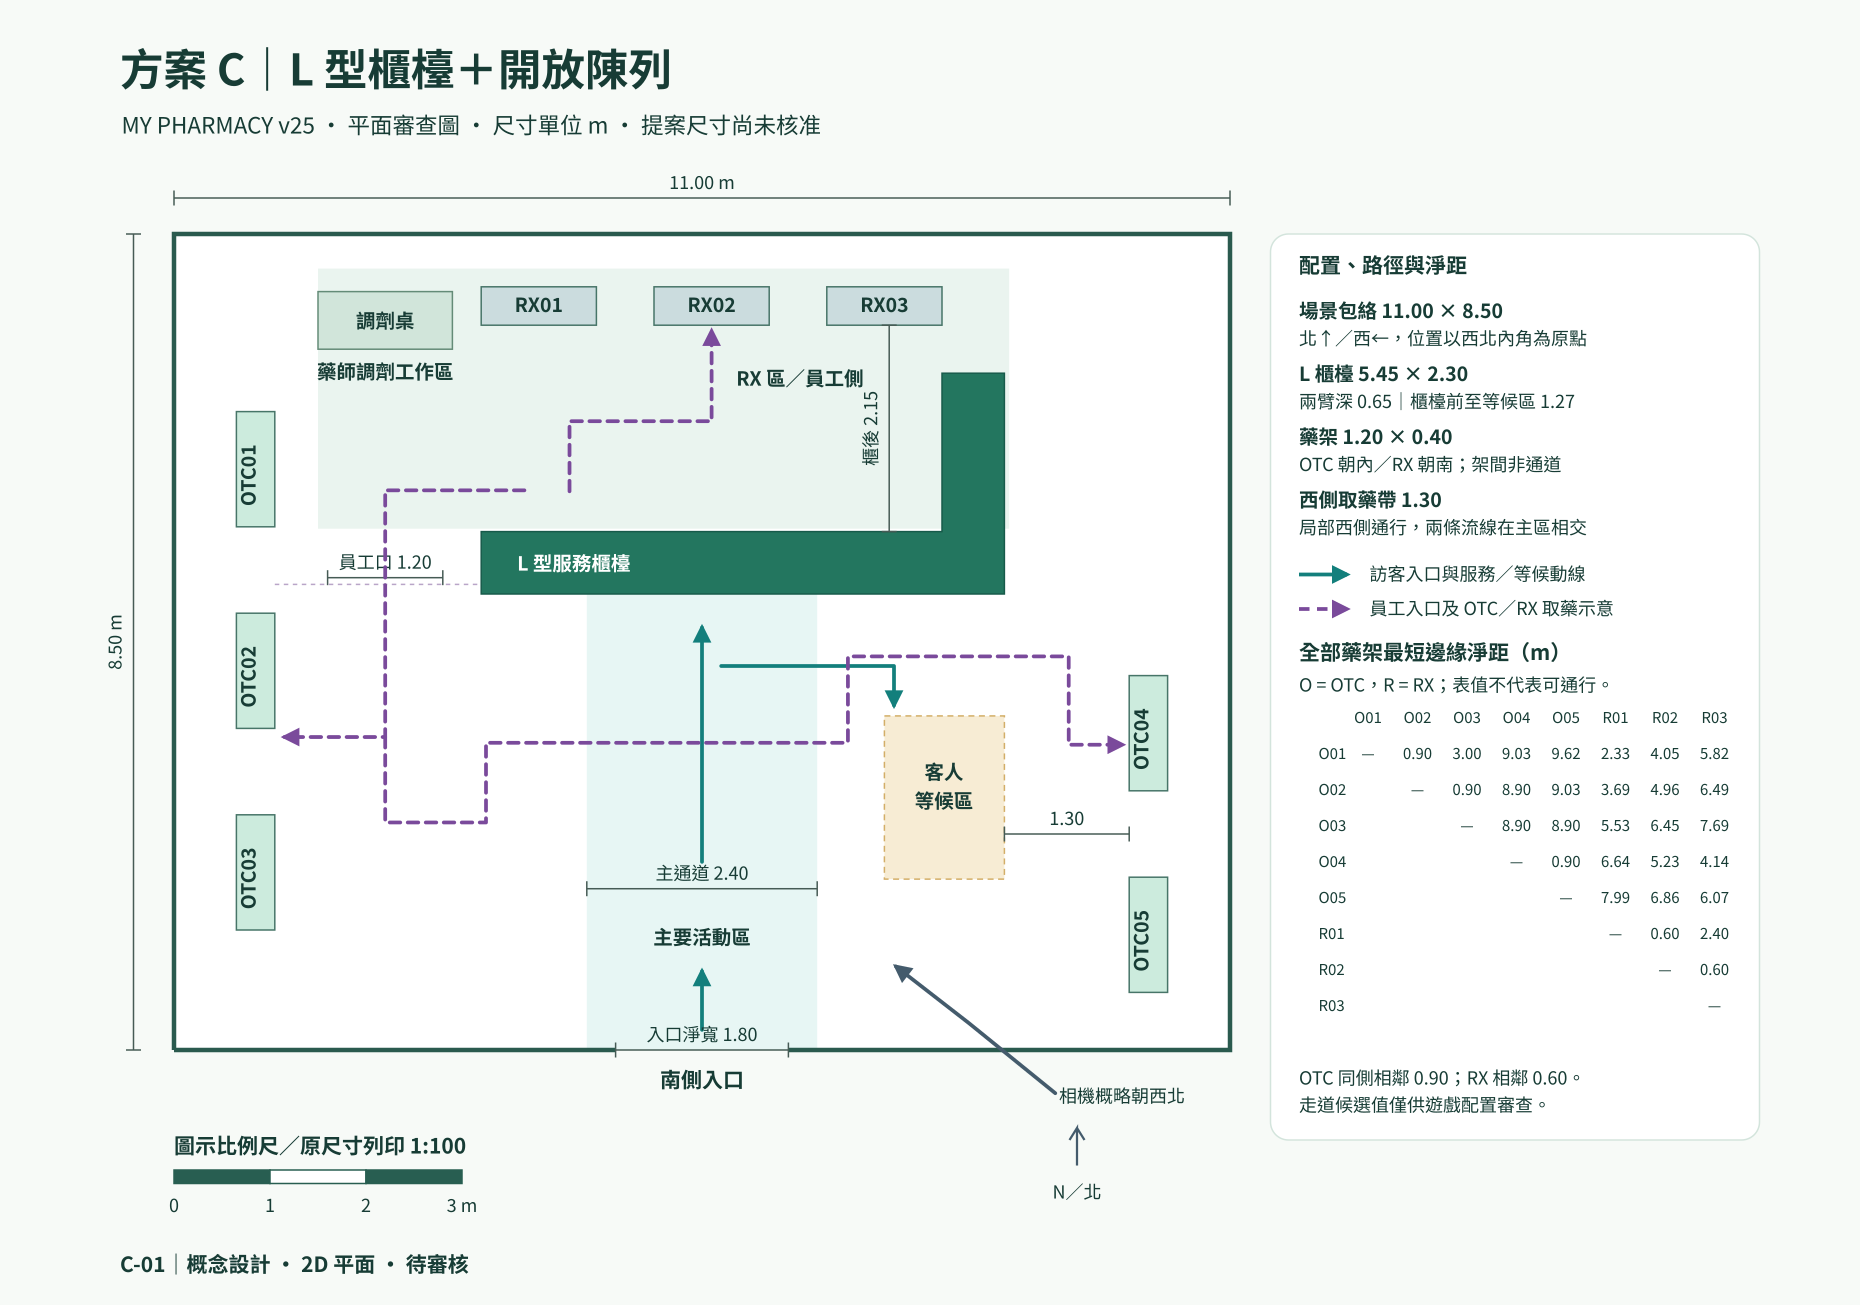 方案 C｜L 型櫃檯＋開放陳列
MY PHARMACY v25 · 平面審查圖 · 尺寸單位 m · 提案尺寸尚未核准
11.00 m
8.50 m
調劑桌
RX01
RX02
RX03
藥師調劑工作區
RX 區／員工側
櫃後 2.15
OTC01
員工口 1.20
L 型服務櫃檯
OTC02
OTC04
客人
等候區
1.30
OTC03
主通道 2.40
主要活動區
OTC05
入口淨寬 1.80
南側入口
相機概略朝西北
N／北
圖示比例尺／原尺寸列印 1:100
0 1 2 3 m
C-01｜概念設計 · 2D 平面 · 待審核
配置、路徑與淨距
場景包絡 11.00 × 8.50
北↑／西←，位置以西北內角為原點
L 櫃檯 5.45 × 2.30
兩臂深 0.65｜櫃檯前至等候區 1.27
藥架 1.20 × 0.40
OTC 朝內／RX 朝南；架間非通道
西側取藥帶 1.30
局部西側通行，兩條流線在主區相交
訪客入口與服務／等候動線
員工入口及 OTC／RX 取藥示意
全部藥架最短邊緣淨距（m）
O = OTC，R = RX；表值不代表可通行。
O01 O02 O03 O04 O05 R01 R02 R03
O01 — 0.90 3.00 9.03 9.62 2.33 4.05 5.82
O02 — 0.90 8.90 9.03 3.69 4.96 6.49
O03 — 8.90 8.90 5.53 6.45 7.69
O04 — 0.90 6.64 5.23 4.14
O05 — 7.99 6.86 6.07
R01 — 0.60 2.40
R02 — 0.60
R03 —
OTC 同側相鄰 0.90；RX 相鄰 0.60。
走道候選值僅供遊戲配置審查。